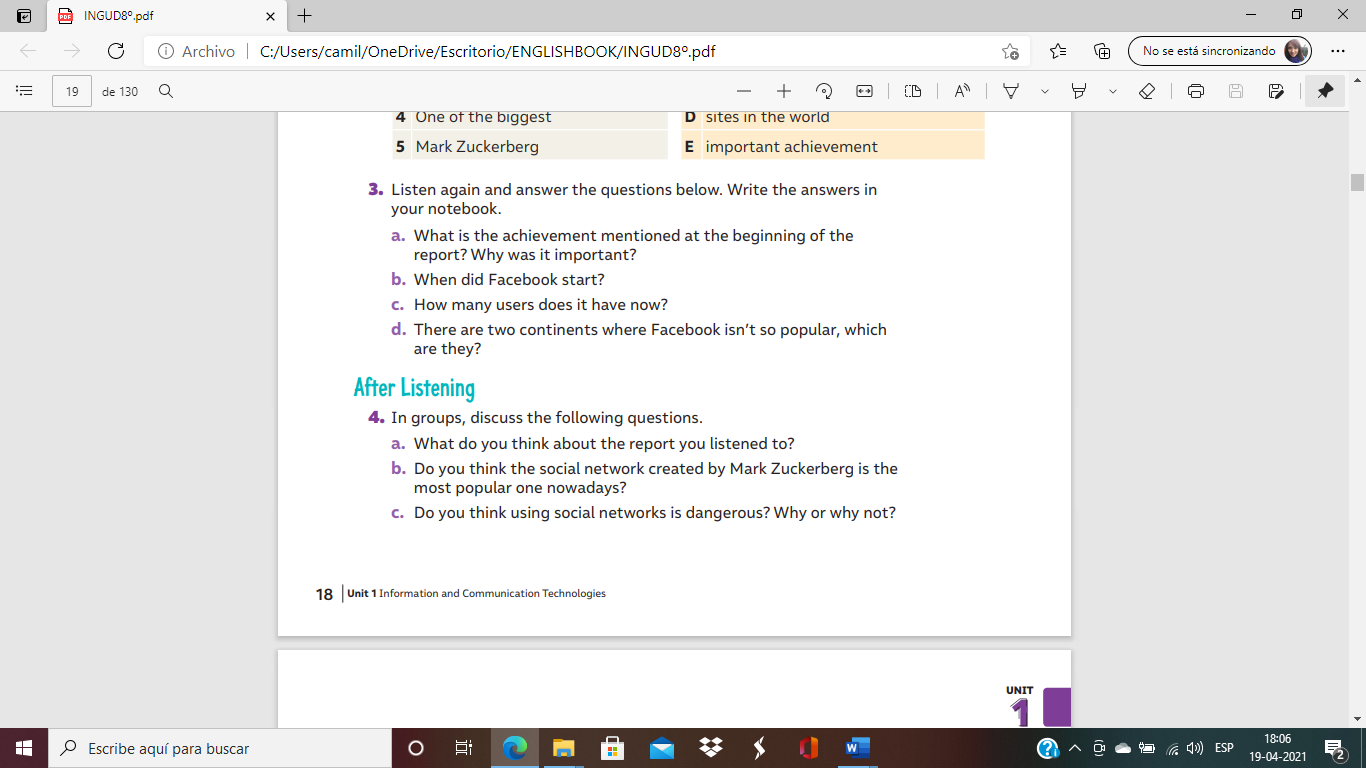 INGUD8º.pdf
Archivo C:/Users/camil/OneDrive/Escritorio/ENGLISHBOOK/INGUD8º.pdf
No se está sincronizando
19 de 130
4 One of the biggest D sites in the world
5 Mark Zuckerberg E important achievement
3. Listen again and answer the questions below. Write the answers in
your notebook.
a. What is the achievement mentioned at the beginning of the
report? Why was it important?
b. When did Facebook start?
c. How many users does it have now?
d. There are two continents where Facebook isn't so popular, which
are they?
After Listening
4. In groups, discuss the following questions.
a. What do you think about the report you listened to?
b. Do you think the social network created by Mark Zuckerberg is the
most popular one nowadays?
c. Do you think using social networks is dangerous? Why or why not?
18 Unit 1 Information and Communication Technologies
UNIT
1
Escribe aquí para buscar
ESP
18:06
19-04-2021
2